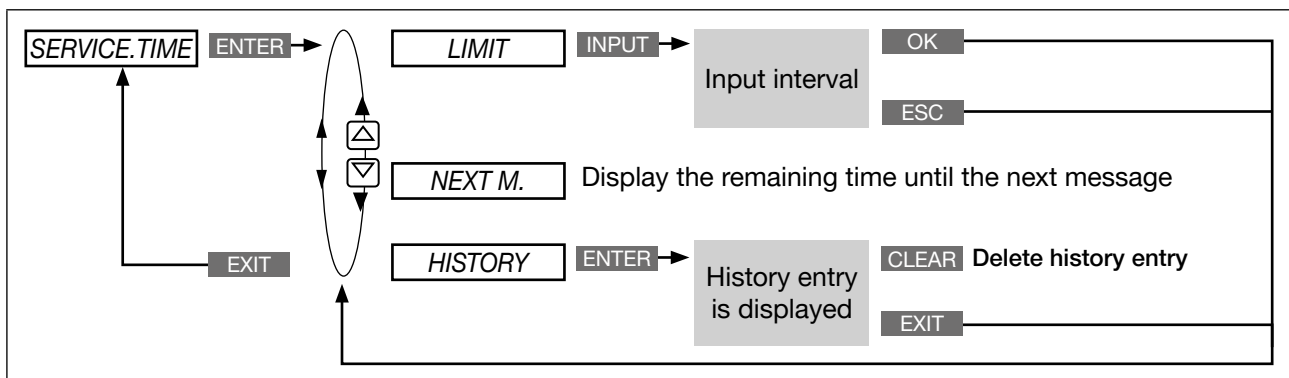 SERVICE.TIME ENTER LIMIT INPUT Input interval OK
ESC
NEXT M. Display the remaining time until the next message
EXIT HISTORY ENTER History entry
is displayed CLEAR Delete history entry
EXIT